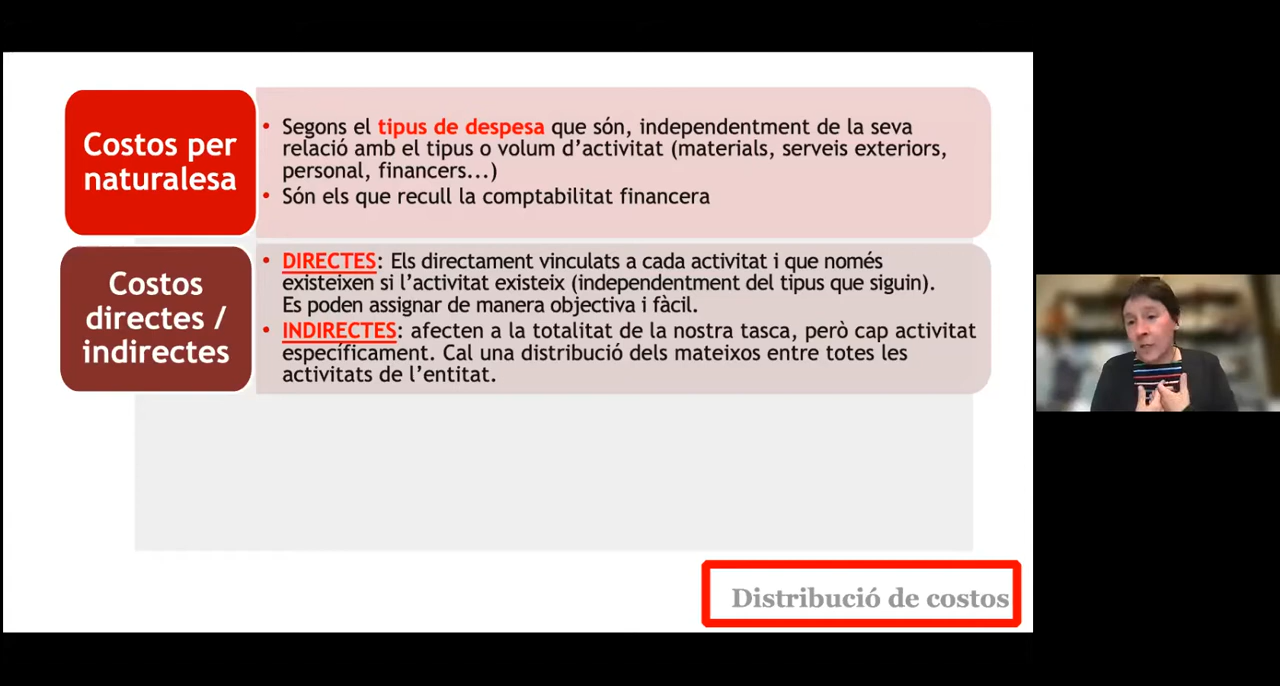 Costos per
naturalesa
• Segons el tipus de despesa que són, independentment de la seva
relació amb el tipus o volum d’activitat (materials, serveis exteriors,
personal, financers...)
• Són els que recull la comptabilitat financera
Costos
directes /
indirectes
• DIRECTES: Els directament vinculats a cada activitat i que només
existeixen si l’activitat existeix (independentment del tipus que siguin).
Es poden assignar de manera objectiva i fàcil.
• INDIRECTES: afecten a la totalitat de la nostra tasca, però cap activitat
específicament. Cal una distribució dels mateixos entre totes les
activitats de l’entitat.
Distribució de costos